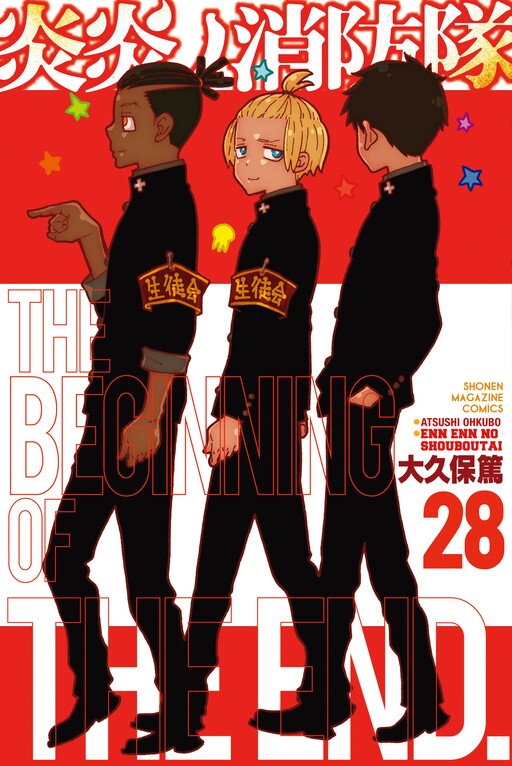 炎炎ノ消防隊
生徒会
生徒会
THE
BEGINNING
OF
THE END.
SHONEN
MAGAZINE
COMICS
●ATSUSHI OHKUBO
●ENN ENN NO
SHOUBOUTAI
大久保篤
28